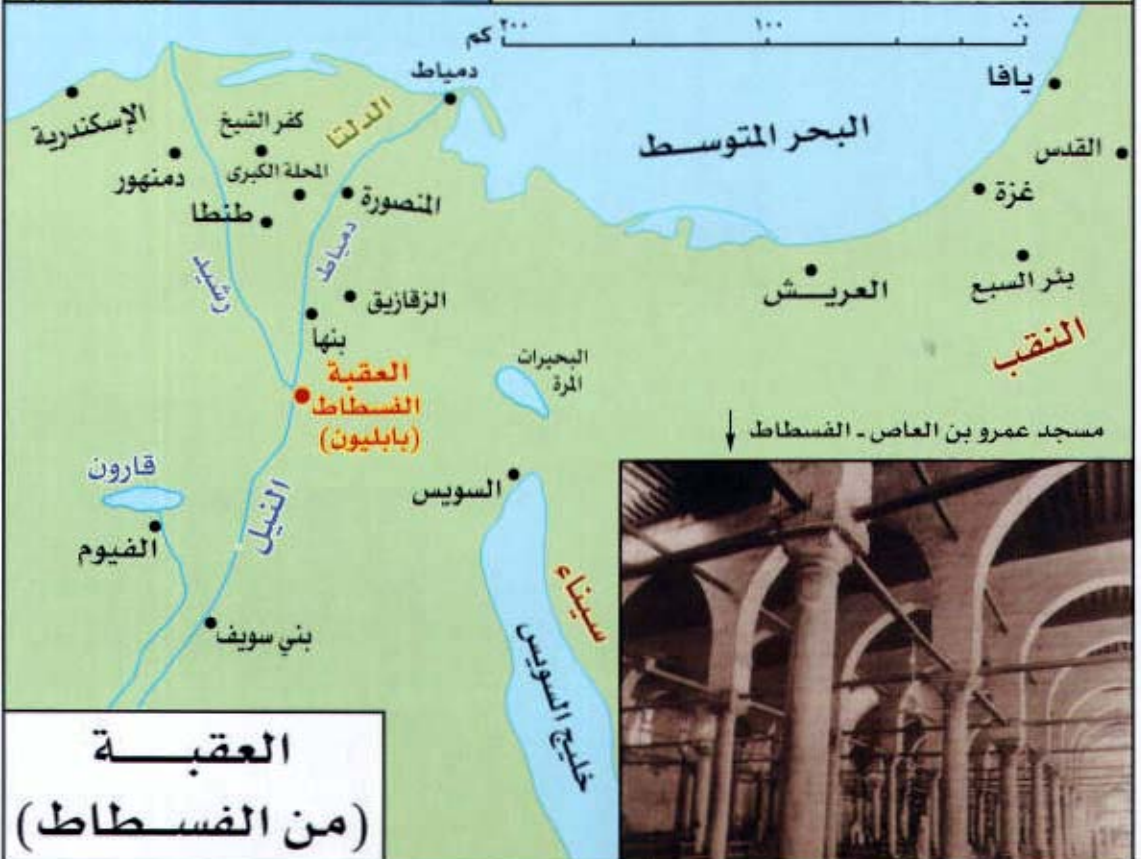 ٢٠٠
١٠٠
٠
كم
دمياط
يافا
الإسكندرية
كفر الشيخ
الدلتا
البحر المتوسط
القدس
دمنهور
المحلة الكبرى
المنصورة
غزة
طنطا
دمياط
رشيد
الزقازيق
العريش
بئر السبع
بنها
النقب
البحيرات
المرة
العقبة
الفسطاط
(بابليون)
مسجد عمرو بن العاص - الفسطاط
قارون
السويس
النيل
الفيوم
سيناء
بني سويف
خليج السويس
العقبة
(من الفسطاط)